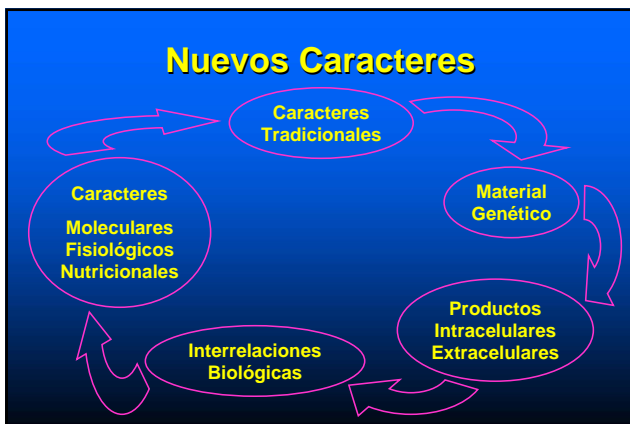 Nuevos Caracteres
Caracteres
Tradicionales
Material
Genético
Productos
Intracelulares
Extracelulares
Interrelaciones
Biológicas
Caracteres
Moleculares
Fisiológicos
Nutricionales